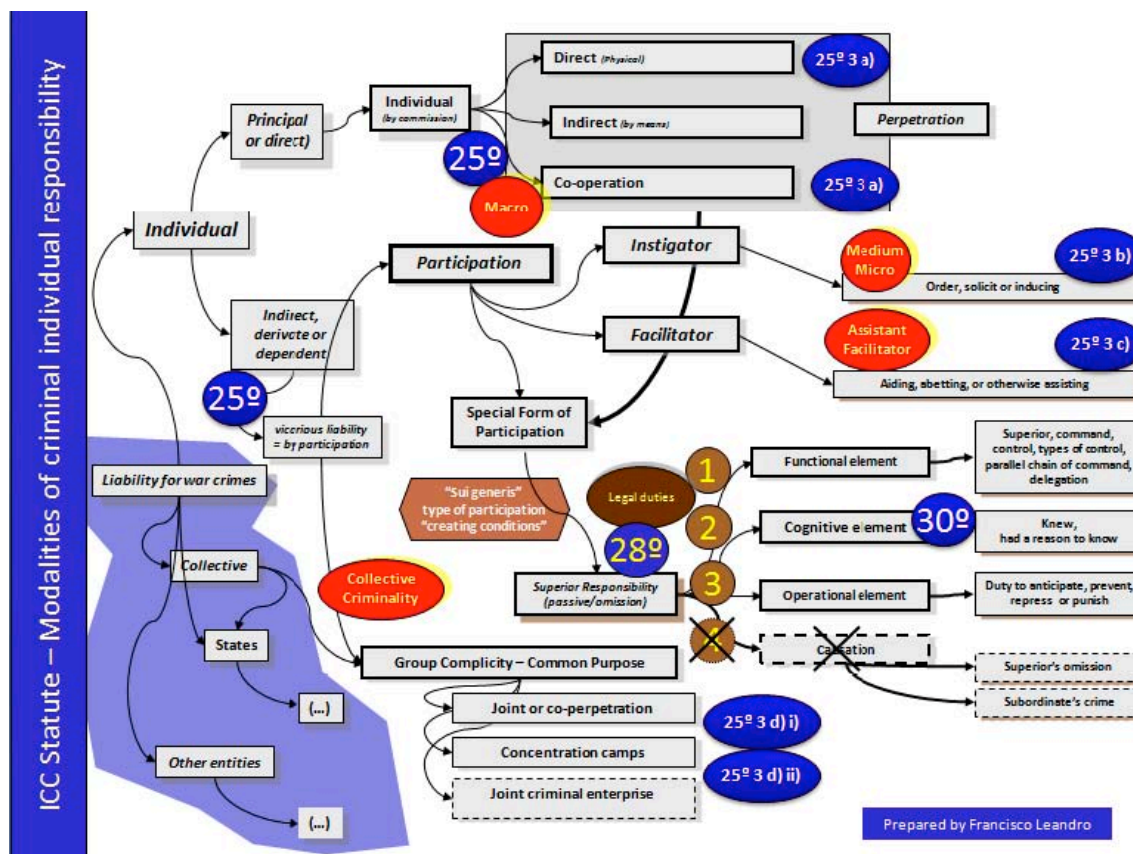 ICC Statute – Modalities of criminal individual responsibility
Direct (Physical)
25º 3 a)
Individual
(by commission)
Principal
or direct)
Indirect (by means)
Perpetration
25º
Co-operation
25º 3 a)
Macro
Individual
Instigator
Medium
Micro
25º 3 b)
Participation
Order, solicit or inducing
Indirect,
derivate or
dependent
Facilitator
Assistant
Facilitator
25º 3 c)
Aiding, abetting, or otherwise assisting
25º
Special Form of
Participation
vicerious liability
= by participation
Superior, command,
control, types of control,
parallel chain of command,
delegation
1
Functional element
Liability for war crimes
"Sui generis"
type of participation
"creating conditions"
Legal duties
2
Cognitive element
30º
Knew,
had a reason to know
28º
Collective
Collective
Criminality
Superior Responsibility
(passive/omission)
3
Operational element
Duty to anticipate, prevent,
repress or punish
4
Causation
States
Group Complicity – Common Purpose
Superior's omission
Subordinate's crime
(...)
Joint or co-perpetration
25º 3 d) i)
Other entities
Concentration camps
25º 3 d) ii)
Joint criminal enterprise
(...)
Prepared by Francisco Leandro